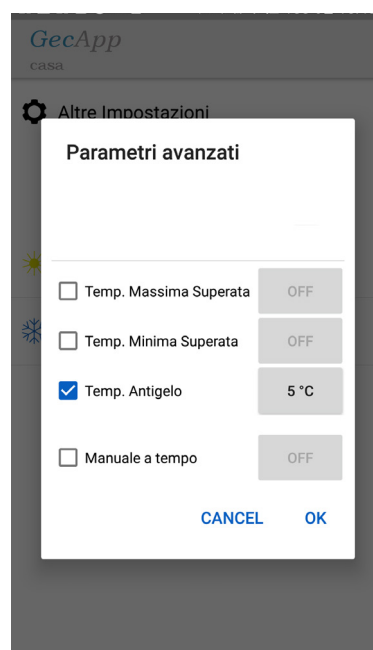 GecApp
casa
Altre Impostazioni
Parametri avanzati
Temp. Massima Superata OFF
Temp. Minima Superata OFF
Temp. Antigelo 5 °C
Manuale a tempo OFF
CANCEL OK